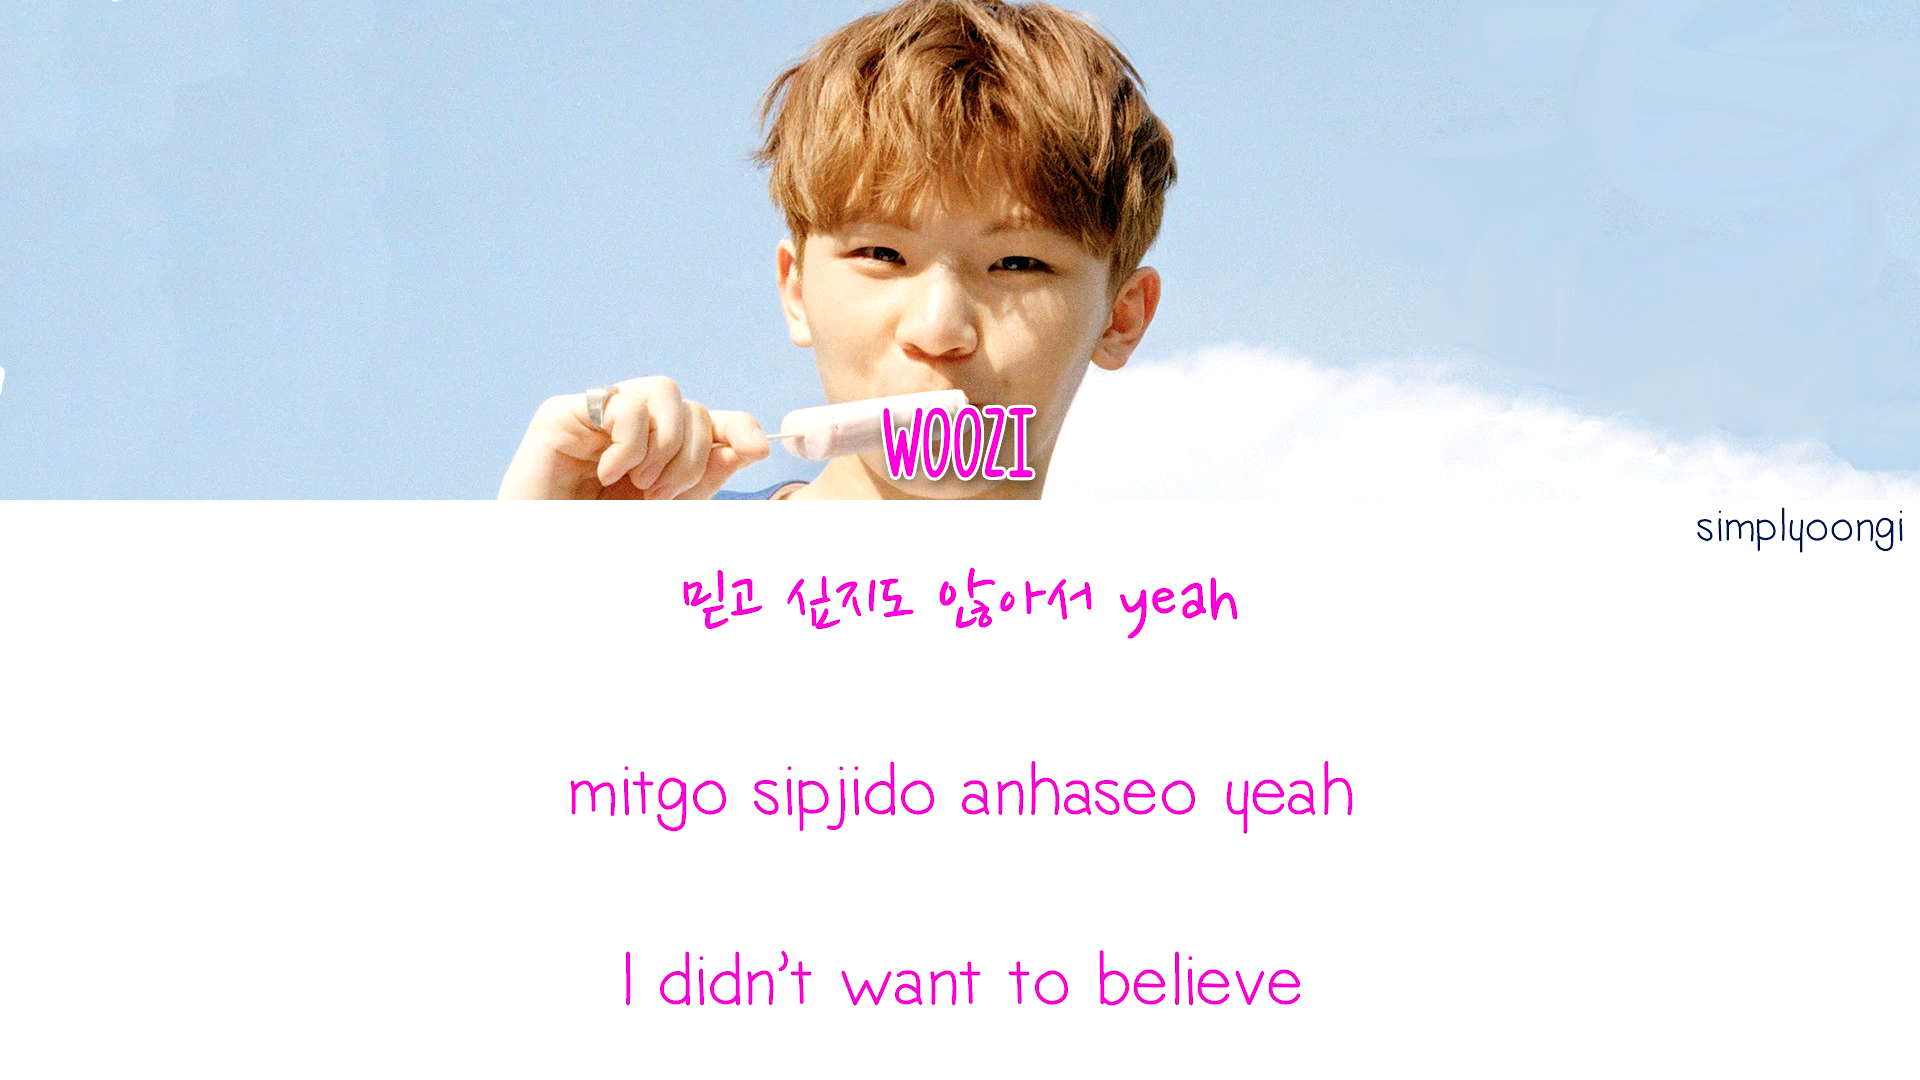 WOOZI
simplyoongi
믿고 싶지도 않아서 yeah
mitgo sipjido anhaseo yeah
I didn't want to believe